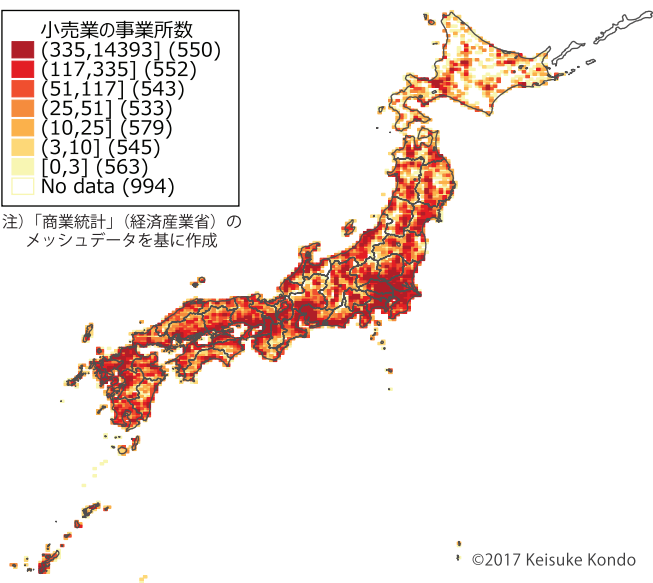 小売業の事業所数
(335,14393] (550)
(117,335] (552)
(51,117] (543)
(25,51] (533)
(10,25] (579)
(3,10] (545)
[0,3] (563)
No data (994)
注）「商業統計」（経済産業省）の
メッシュデータを基に作成
©2017 Keisuke Kondo